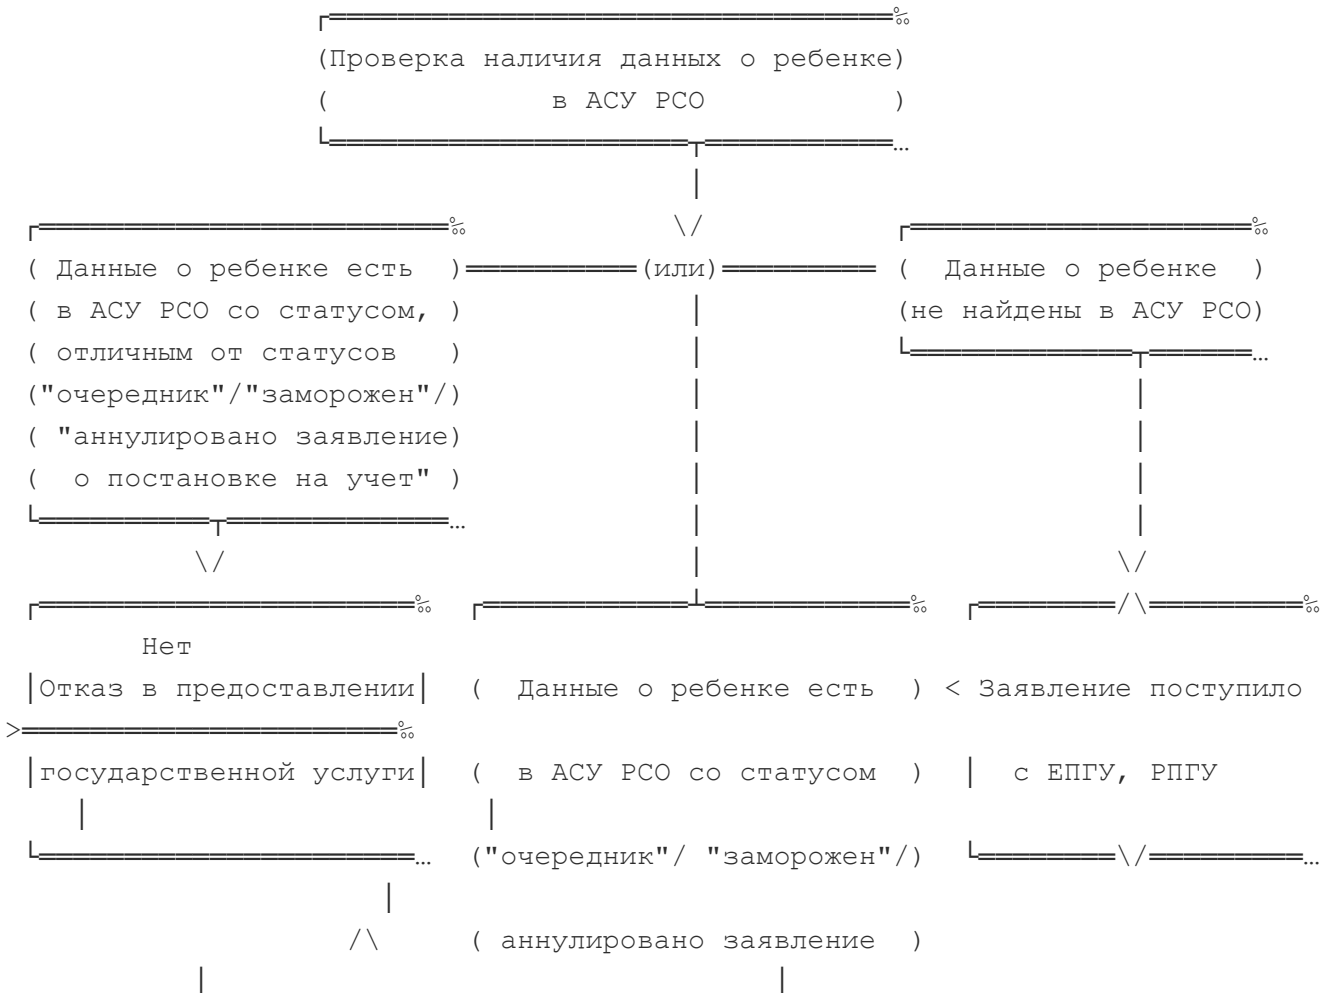 (Проверка наличия данных о ребенке)
( в АСУ РСО )
( Данные о ребенке есть )══════════(или)═════════ ( Данные о ребенке )
( в АСУ РСО со статусом, ) | (не найдены в АСУ РСО)
( отличным от статусов )
("очередник"/"заморожен"/)
( "аннулировано заявление)
( о постановке на учет" )
Нет
|Отказ в предоставлении| ( Данные о ребенке есть ) < Заявление поступило
|государственной услуги| ( в АСУ РСО со статусом ) | с ЕПГУ, РПГУ
("очередник"/ "заморожен"/)
( аннулировано заявление )